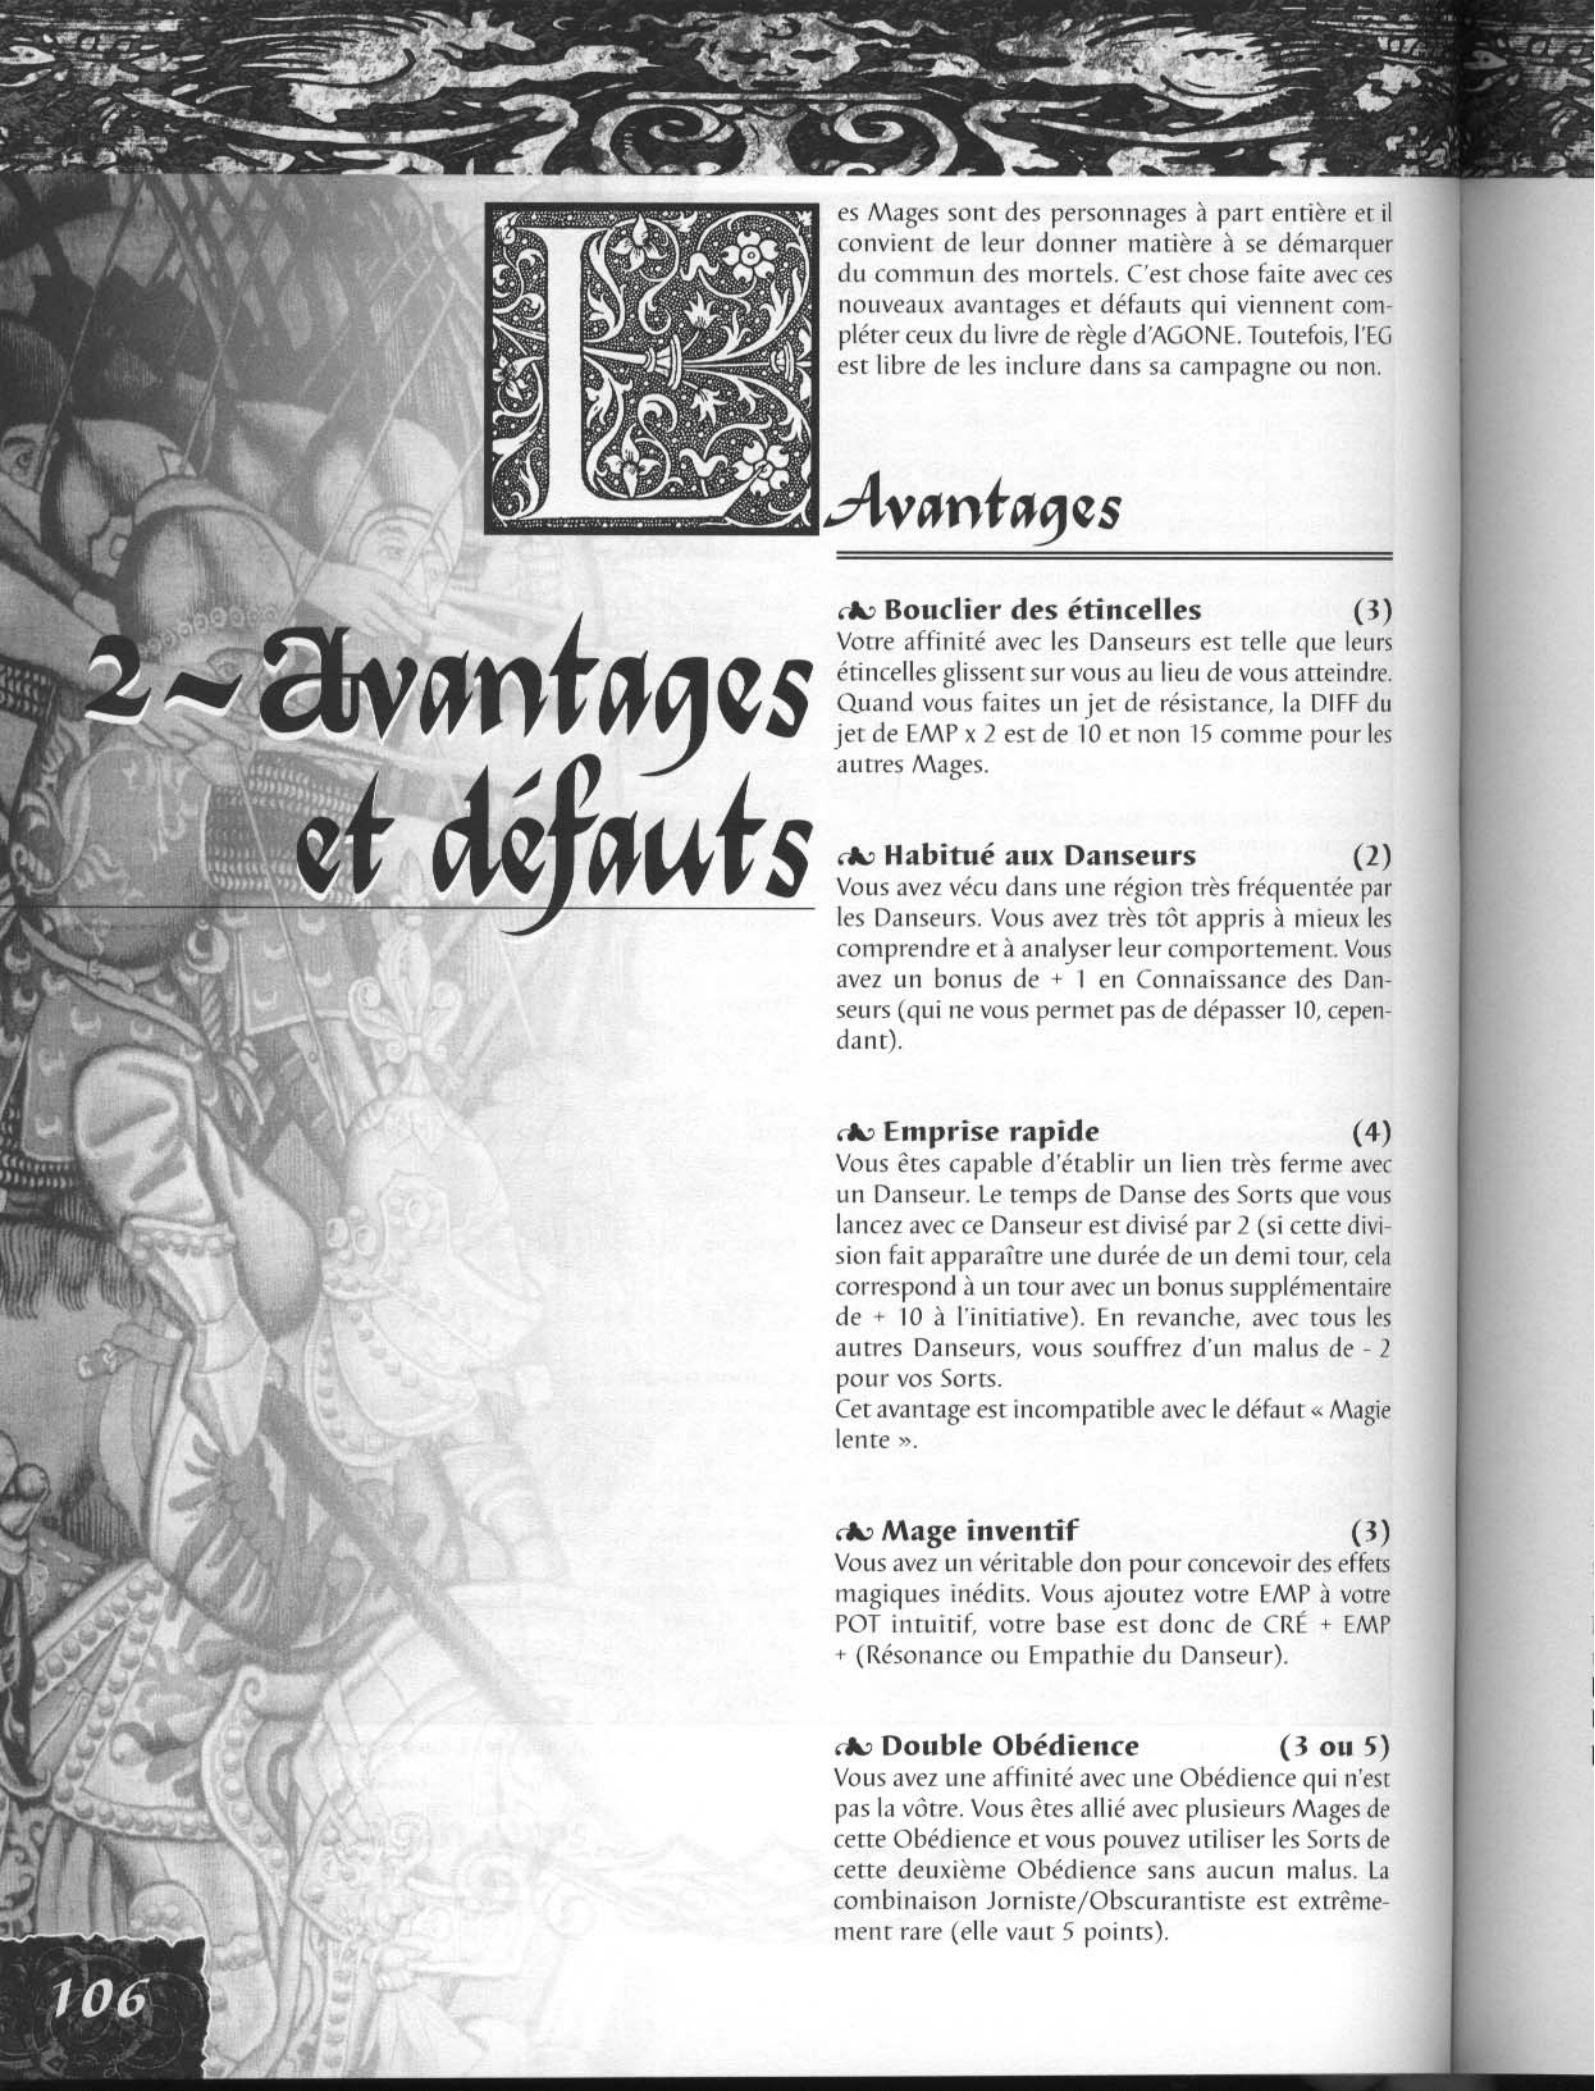 2 ~ Avantages
et défauts
Les Mages sont des personnages à part entière et il
convient de leur donner matière à se démarquer
du commun des mortels. C'est chose faite avec ces
nouveaux avantages et défauts qui viennent com-
pléter ceux du livre de règle d'AGONE. Toutefois, l'EG
est libre de les inclure dans sa campagne ou non.
Avantages
Bouclier des étincelles (3)
Votre affinité avec les Danseurs est telle que leurs
étincelles glissent sur vous au lieu de vous atteindre.
Quand vous faites un jet de résistance, la DIFF du
jet de EMP x 2 est de 10 et non 15 comme pour les
autres Mages.
Habitué aux Danseurs (2)
Vous avez vécu dans une région très fréquentée par
les Danseurs. Vous avez très tôt appris à mieux les
comprendre et à analyser leur comportement. Vous
avez un bonus de + 1 en Connaissance des Dan-
seurs (qui ne vous permet pas de dépasser 10, cepen-
dant).
Emprise rapide (4)
Vous êtes capable d'établir un lien très ferme avec
un Danseur. Le temps de Danse des Sorts que vous
lancez avec ce Danseur est divisé par 2 (si cette divi-
sion fait apparaître une durée de un demi tour, cela
correspond à un tour avec un bonus supplémentaire
de + 10 à l'initiative). En revanche, avec tous les
autres Danseurs, vous souffrez d'un malus de - 2
pour vos Sorts.
Cet avantage est incompatible avec le défaut « Magie
lente ».
Mage inventif (3)
Vous avez un véritable don pour concevoir des effets
magiques inédits. Vous ajoutez votre EMP à votre
POT intuitif, votre base est donc de CRÉ + EMP
+ (Résonance ou Empathie du Danseur).
Double Obédience (3 ou 5)
Vous avez une affinité avec une Obédience qui n'est
pas la vôtre. Vous êtes allié avec plusieurs Mages de
cette Obédience et vous pouvez utiliser les Sorts de
cette deuxième Obédience sans aucun malus. La
combinaison Jorniste/Obscurantiste est extrême-
ment rare (elle vaut 5 points).
106